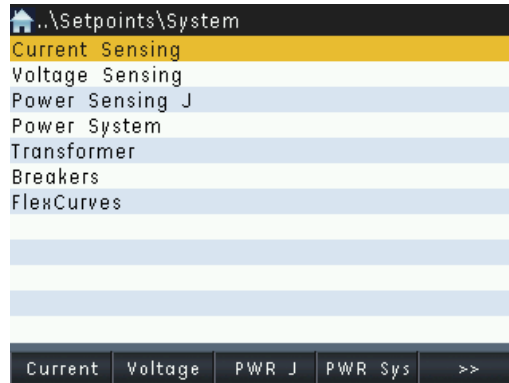 ..\Setpoints\System
Current Sensing
Voltage Sensing
Power Sensing J
Power System
Transformer
Breakers
FlexCurves
Current Voltage PWR J PWR Sys >>